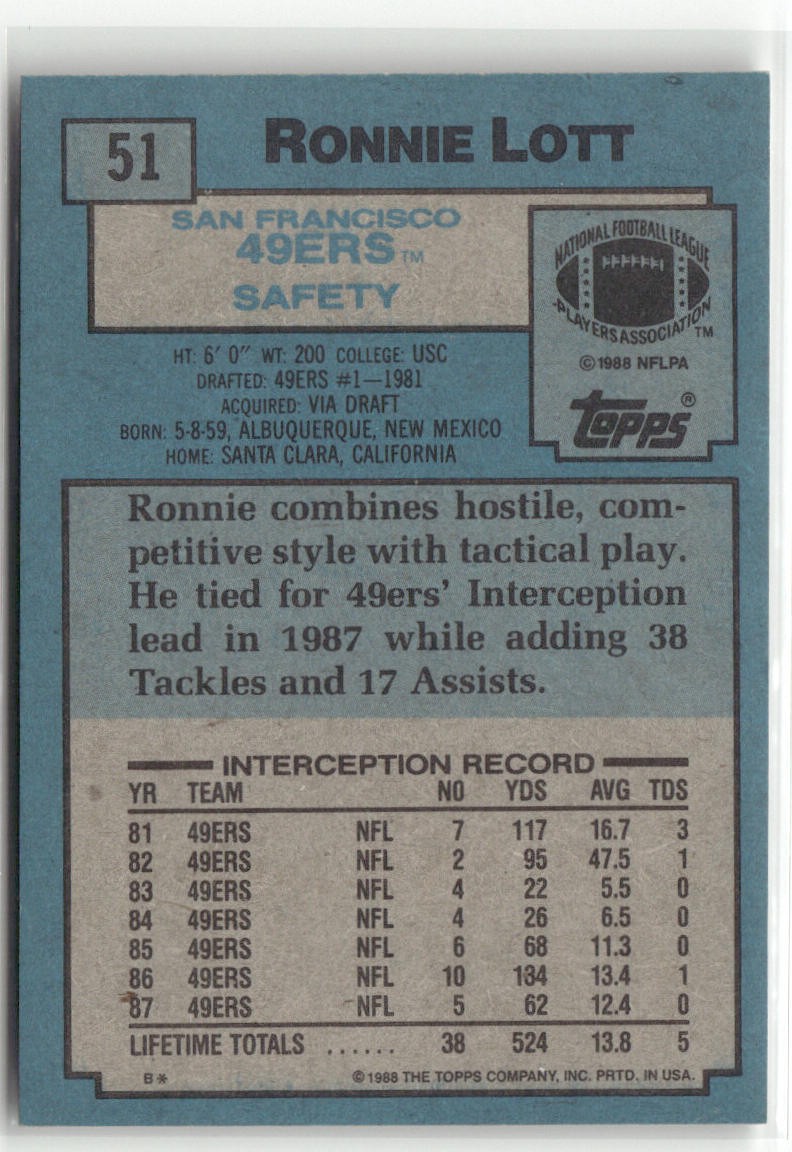 51
RONNIE LOTT
SAN FRANCISCO
49ERS TM
SAFETY
NATIONAL FOOTBALL LEAGUE
PLAYERS ASSOCIATION TM
© 1988 NFLPA
TOPPS ®
HT: 6' 0" WT: 200 COLLEGE: USC
DRAFTED: 49ERS #1—1981
ACQUIRED: VIA DRAFT
BORN: 5-8-59, ALBUQUERQUE, NEW MEXICO
HOME: SANTA CLARA, CALIFORNIA
Ronnie combines hostile, com-
petitive style with tactical play.
He tied for 49ers' Interception
lead in 1987 while adding 38
Tackles and 17 Assists.
INTERCEPTION RECORD
YR TEAM NO YDS AVG TDS
81 49ERS NFL 7 117 16.7 3
82 49ERS NFL 2 95 47.5 1
83 49ERS NFL 4 22 5.5 0
84 49ERS NFL 4 26 6.5 0
85 49ERS NFL 6 68 11.3 0
86 49ERS NFL 10 134 13.4 1
87 49ERS NFL 5 62 12.4 0
LIFETIME TOTALS ...... 38 524 13.8 5
B* © 1988 THE TOPPS COMPANY, INC. PRTD. IN USA.